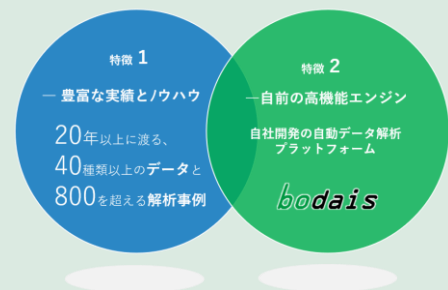 特徴 1
― 豊富な実績とノウハウ
20年以上に渡る、
40種類以上のデータと
800を超える解析事例
特徴 2
―自前の高機能エンジン
自社開発の自動データ解析
プラットフォーム
bodais